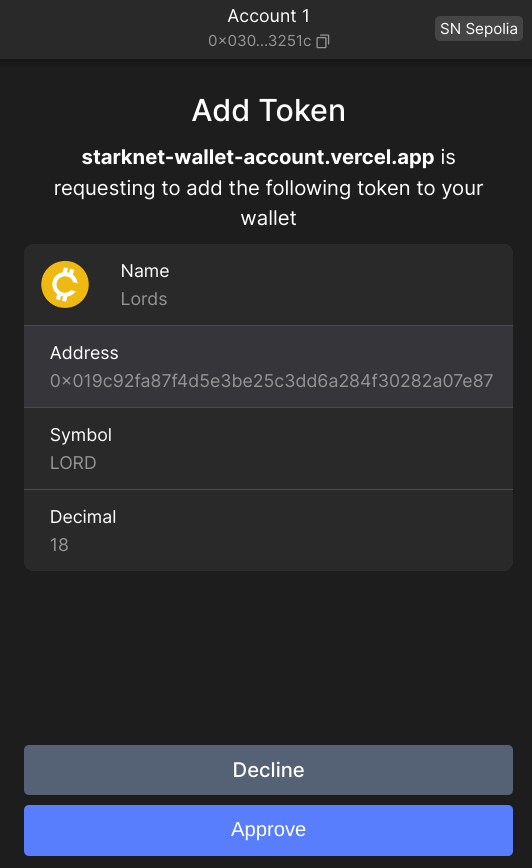 Account 1
0×030...3251c
SN Sepolia
Add Token
starknet-wallet-account.vercel.app is
requesting to add the following token to your
wallet
Name
Lords
Address
0×019c92fa87f4d5e3be25c3dd6a284f30282a07e87
Symbol
LORD
Decimal
18
Decline
Approve